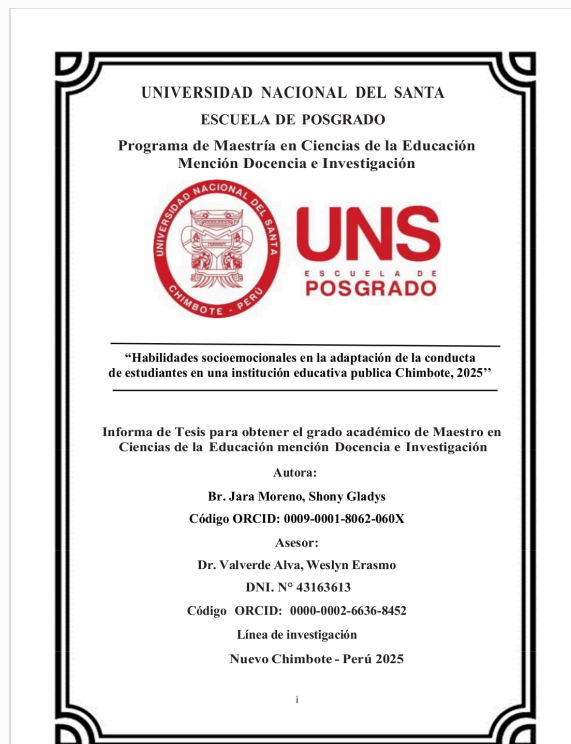 UNIVERSIDAD NACIONAL DEL SANTA
ESCUELA DE POSGRADO
Programa de Maestría en Ciencias de la Educación
Mención Docencia e Investigación
UNIVERSIDAD NACIONAL DEL SANTA
CHIMBOTE - PERÚ
UNS
ESCUELA DE
POSGRADO
“Habilidades socioemocionales en la adaptación de la conducta
de estudiantes en una institución educativa publica Chimbote, 2025’’
Informa de Tesis para obtener el grado académico de Maestro en
Ciencias de la Educación mención Docencia e Investigación
Autora:
Br. Jara Moreno, Shony Gladys
Código ORCID: 0009-0001-8062-060X
Asesor:
Dr. Valverde Alva, Weslyn Erasmo
DNI. N° 43163613
Código ORCID: 0000-0002-6636-8452
Línea de investigación
Nuevo Chimbote - Perú 2025
i